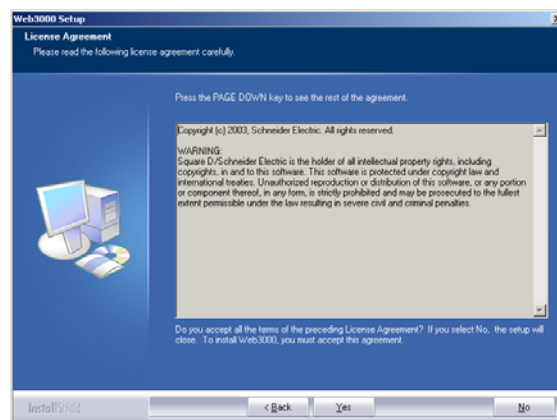 Web3000 Setup
License Agreement
Please read the following license agreement carefully.
Press the PAGE DOWN key to see the rest of the agreement.
Copyright (c) 2003, Schneider Electric. All rights reserved.
WARNING:
Square D/Schneider Electric is the holder of all intellectual property rights, including
copyrights, in and to this software. This software is protected under copyright law and
international treaties. Unauthorized reproduction or distribution of this software, or any portion
or component thereof, in any form, is strictly prohibited and may be prosecuted to the fullest
extent permissible under the law resulting in severe civil and criminal penalties.
Do you accept all the terms of the preceding License Agreement? If you select No, the setup will
close. To install Web3000, you must accept this agreement.
InstallShield
< Back Yes No